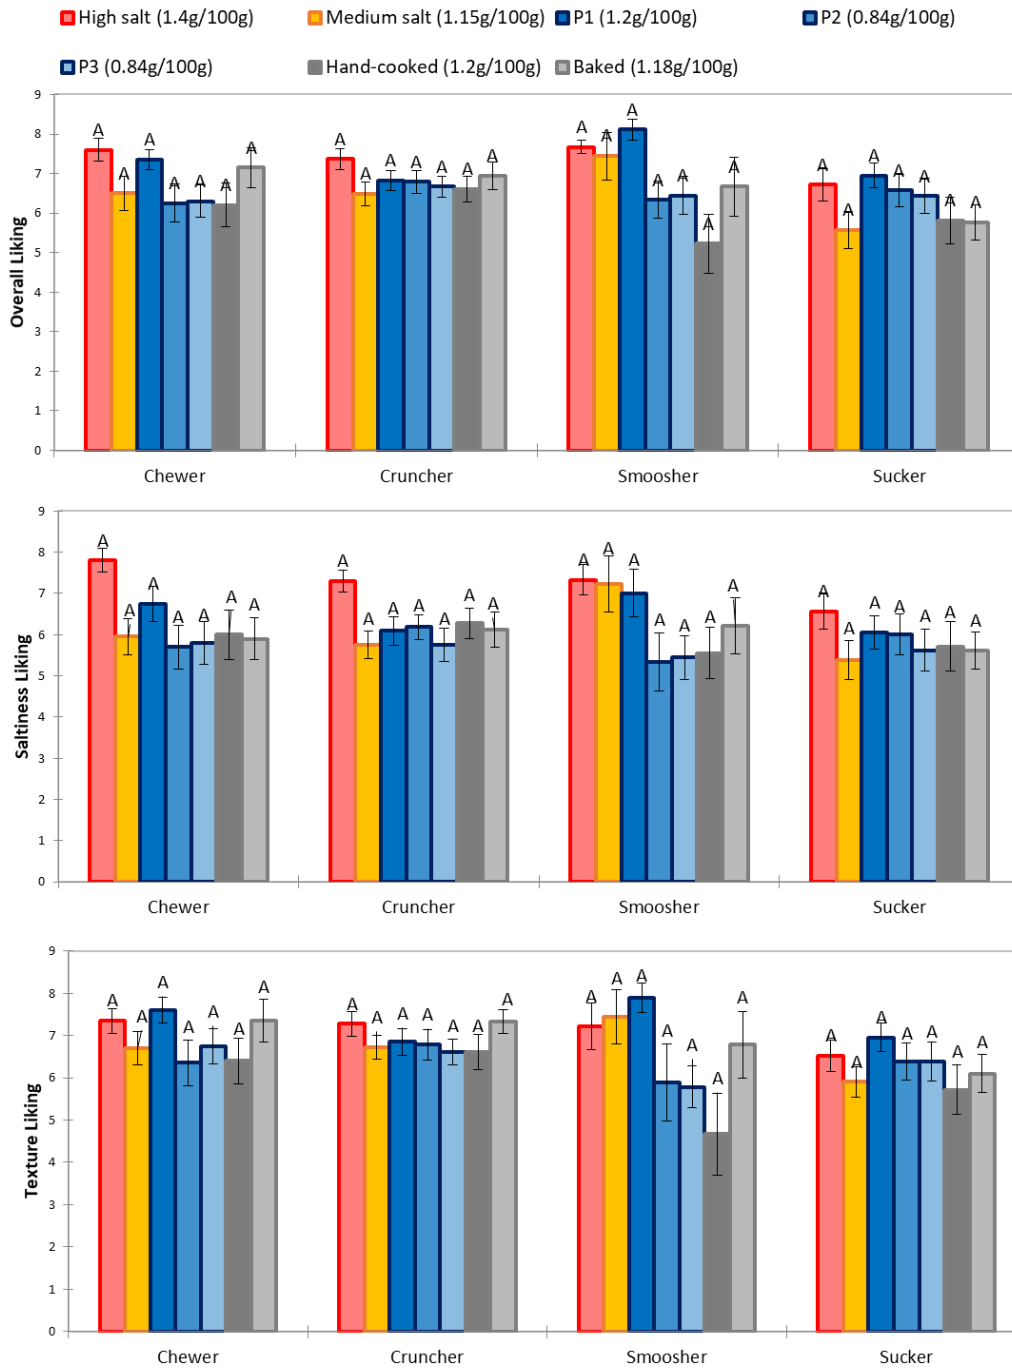 High salt (1.4g/100g) Medium salt (1.15g/100g) P1 (1.2g/100g) P2 (0.84g/100g)
P3 (0.84g/100g) Hand-cooked (1.2g/100g) Baked (1.18g/100g)
Overall Liking
9
8
7
6
5
4
3
2
1
0
A A A A A A A
A A A A A A A
A A A A A A A
A A A A A A A
Chewer Cruncher Smoosher Sucker
Saltiness Liking
9
8
7
6
5
4
3
2
1
0
A A A A A A A
A A A A A A A
A A A A A A A
A A A A A A A
Chewer Cruncher Smoosher Sucker
Texture Liking
9
8
7
6
5
4
3
2
1
0
A A A A A A A
A A A A A A A
A A A A A A A
A A A A A A A
Chewer Cruncher Smoosher Sucker